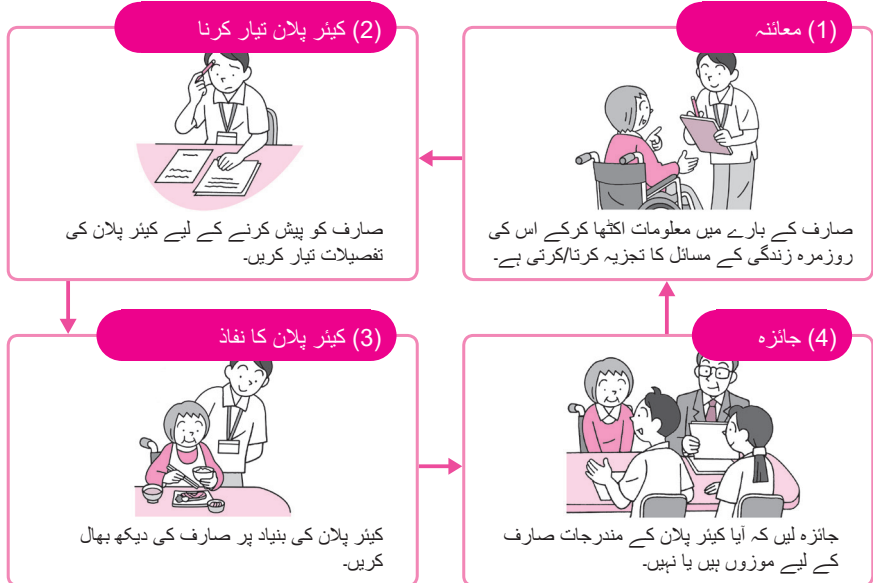 (1) معائنہ
صارف کے بارے میں معلومات اکٹھا کرکے اس کی
روزمرہ زندگی کے مسائل کا تجزیہ کرتا/کرتی ہے۔
(2) کیئر پلان تیار کرنا
صارف کو پیش کرنے کے لیے کیئر پلان کی
تفصیلات تیار کریں۔
(3) کیئر پلان کا نفاذ
کیئر پلان کی بنیاد پر صارف کی دیکھ بھال
کریں۔
(4) جائزہ
جائزہ لیں کہ آیا کیئر پلان کے مندرجات صارف
کے لیے موزوں ہیں یا نہیں۔